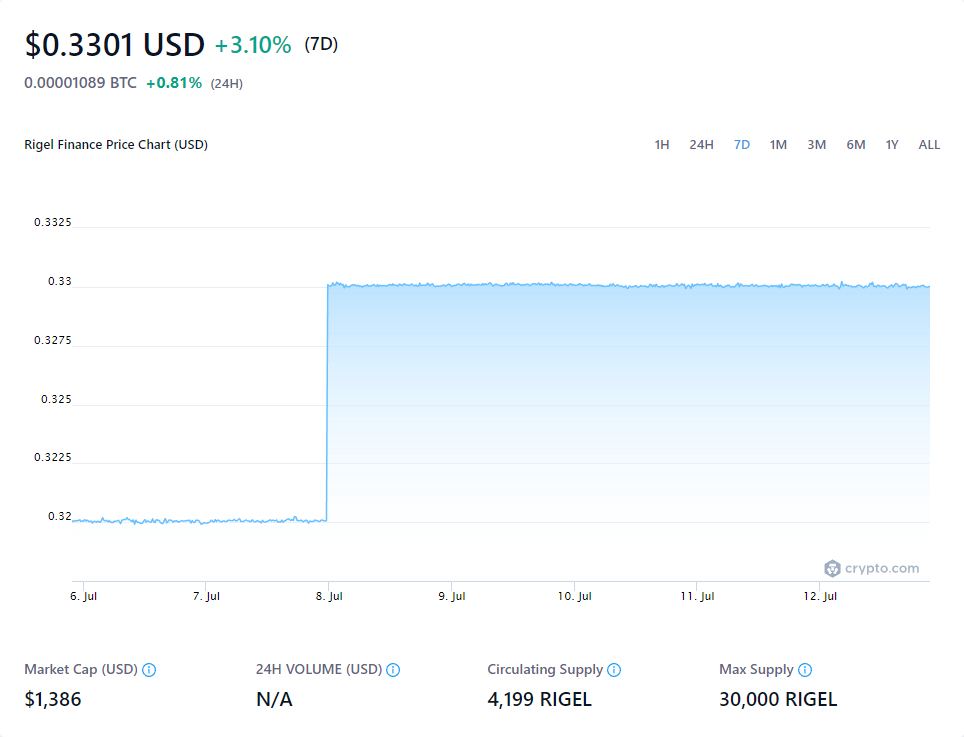 $0.3301 USD +3.10% (7D)
0.00001089 BTC +0.81% (24H)
Rigel Finance Price Chart (USD) 1H 24H 7D 1M 3M 6M 1Y ALL
0.3325
0.33
0.3275
0.325
0.3225
0.32
crypto.com
6. Jul 7. Jul 8. Jul 9. Jul 10. Jul 11. Jul 12. Jul
Market Cap (USD) 24H VOLUME (USD) Circulating Supply Max Supply
$1,386 N/A 4,199 RIGEL 30,000 RIGEL